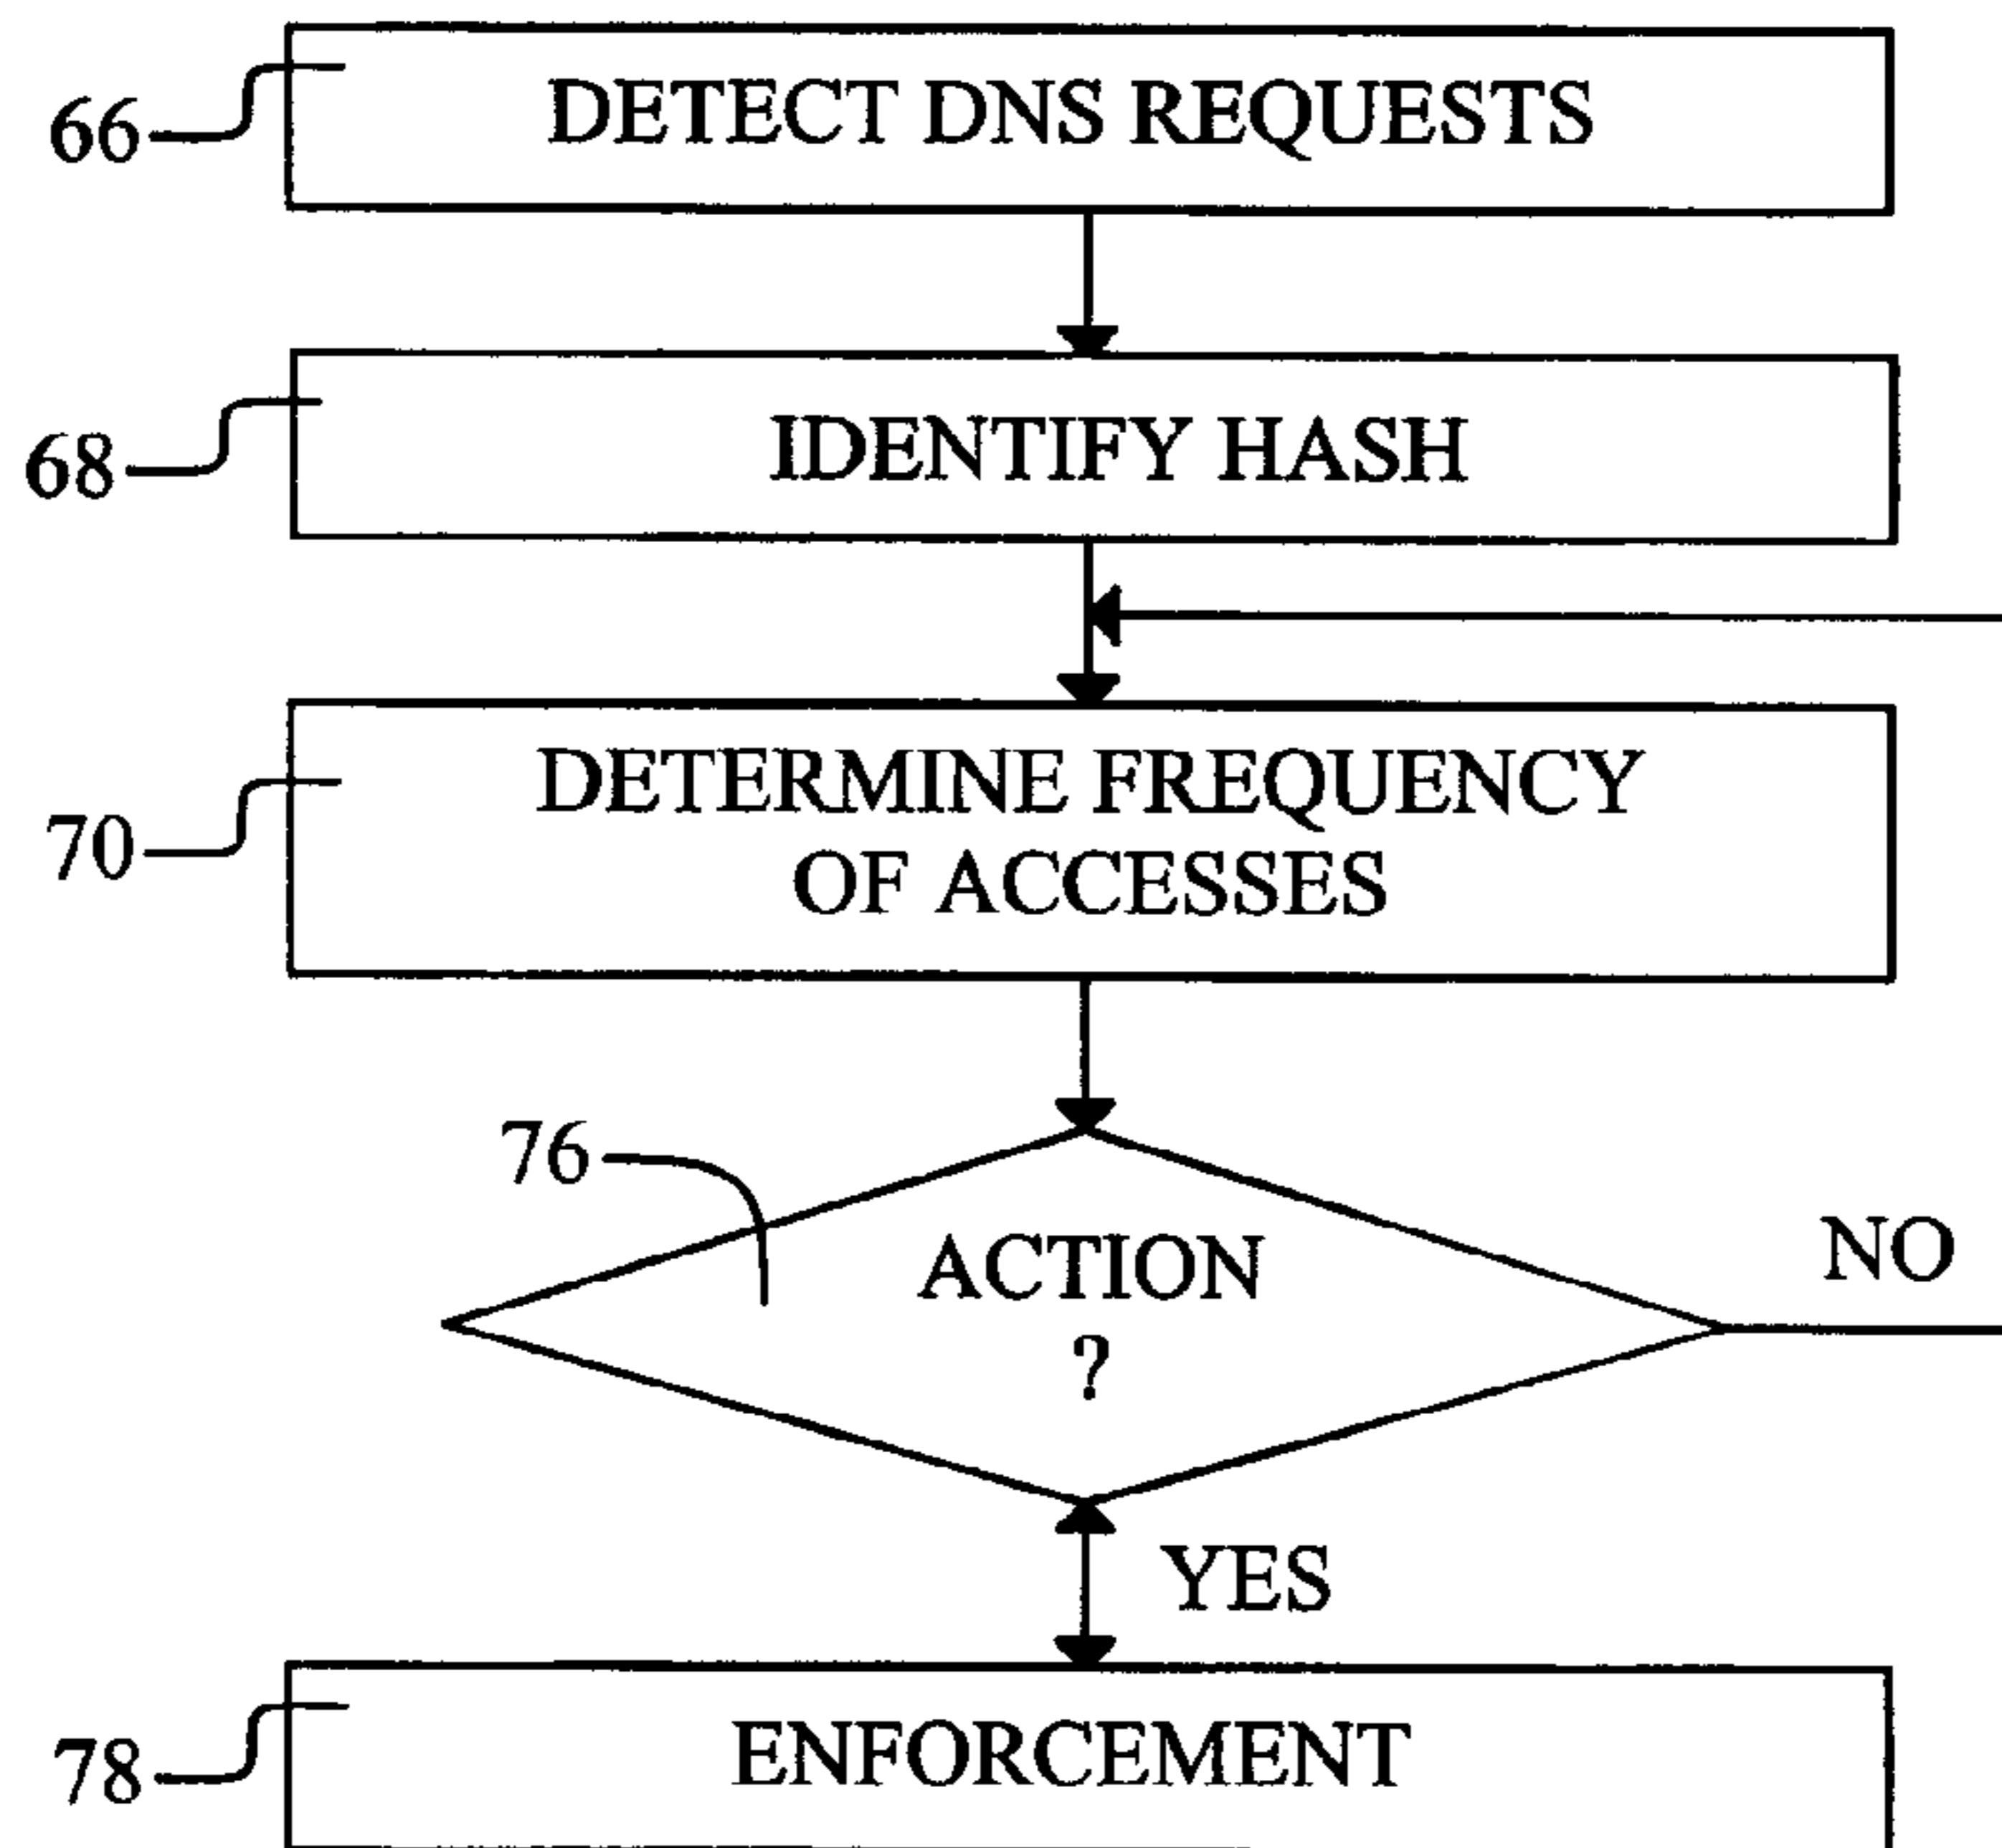 66
DETECT DNS REQUESTS
68
IDENTIFY HASH
70
DETERMINE FREQUENCY
OF ACCESSES
76
ACTION
?
NO
YES
78
ENFORCEMENT